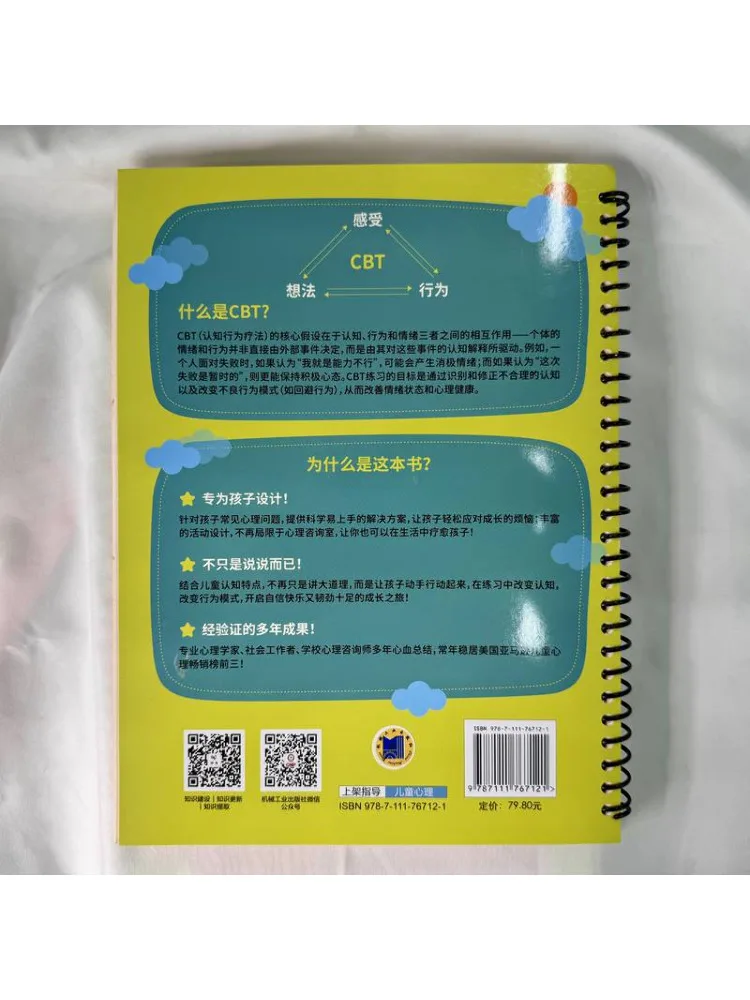 感受
CBT
想法
行为
什么是CBT?
CBT(认知行为疗法)的核心假设在于认知、行为和情绪三者之间的相互作用——个体的
情绪和行为并非直接由外部事件决定，而是由其对这些事件的认知解释所驱动。例如，一
个人面对失败时，如果认为“我就是能力不行”，可能会产生消极情绪；而如果认为“这次
失败是暂时的”，则更能保持积极心态。CBT练习的目标是通过识别和修正不合理的认知
以及改变不良行为模式(如回避行为)，从而改善情绪状态和心理健康。
为什么是这本书?
专为孩子设计！
针对孩子常见心理问题，提供科学易上手的解决方案，让孩子轻松应对成长的烦恼；丰富
的活动设计，不再局限于心理咨询室，让你也可以在生活中疗愈孩子！
不只是说说而已！
结合儿童认知特点，不再只是讲大道理，而是让孩子动手行动起来，在练习中改变认知，
改变行为模式，开启自信快乐又韧劲十足的成长之旅！
经验证的多年成果！
专业心理学家、社会工作者、学校心理咨询师多年心血总结，常年稳居美国亚马逊儿童心
理畅销榜前三！
知识建设｜知识更新
｜知识提取
机械工业出版社微信
公众号
上架指导 儿童心理
ISBN 978-7-111-76712-1
ISBN 978-7-111-76712-1
9 787111 767121 >
定价：79.80元